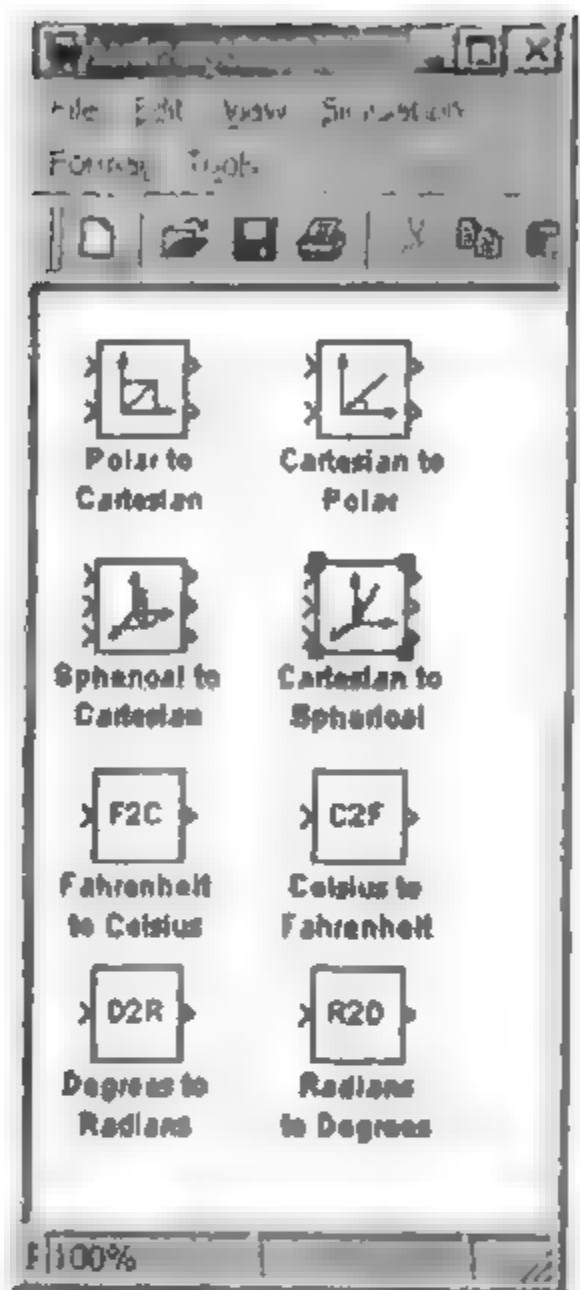 File Edit View Simulation
Format Tools
Polar to Cartesian to
Cartesian Polar
Spherical to Cartesian to
Cartesian Spherical
F2C C2F
Fahrenheit Celsius to
to Celsius Fahrenheit
D2R R2D
Degrees to Radians
Radians to Degrees
100%